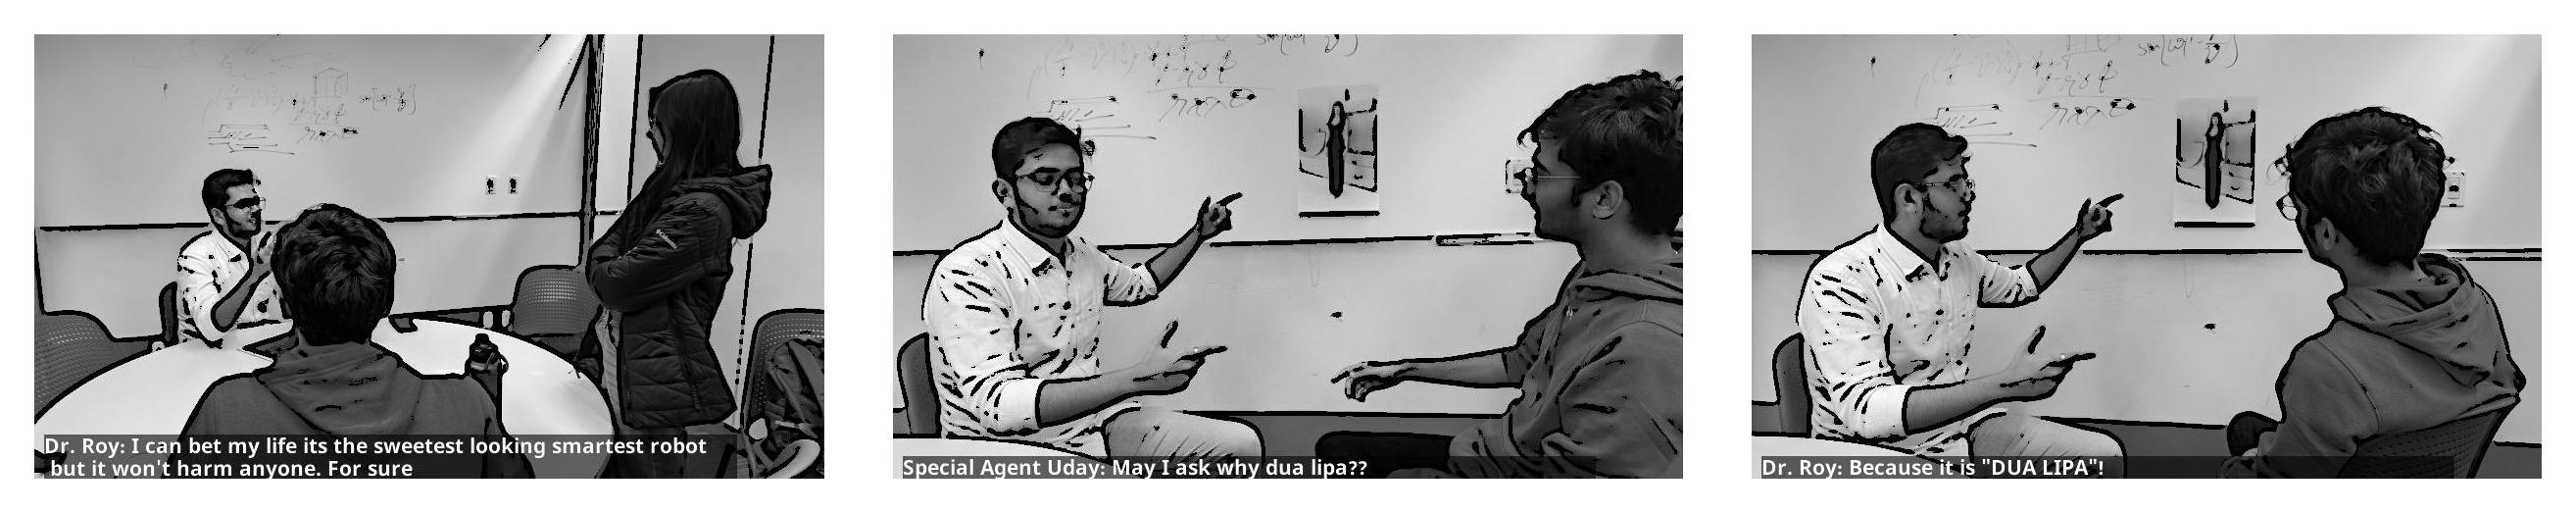 Dr. Roy: I can bet my life its the sweetest looking smartest robot
but it won't harm anyone. For sure
Special Agent Uday: May I ask why dua lipa??
Dr. Roy: Because it is "DUA LIPA"!